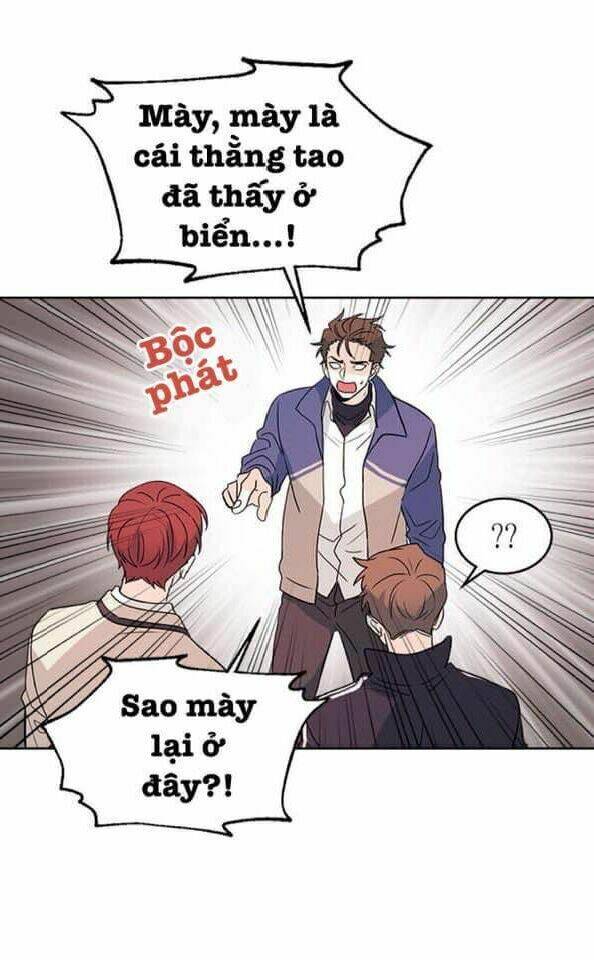 Mày, mày là
cái thằng tao
đã thấy ở
biển...!
Bộc
phát
??
Sao mày
lại ở
đây?!